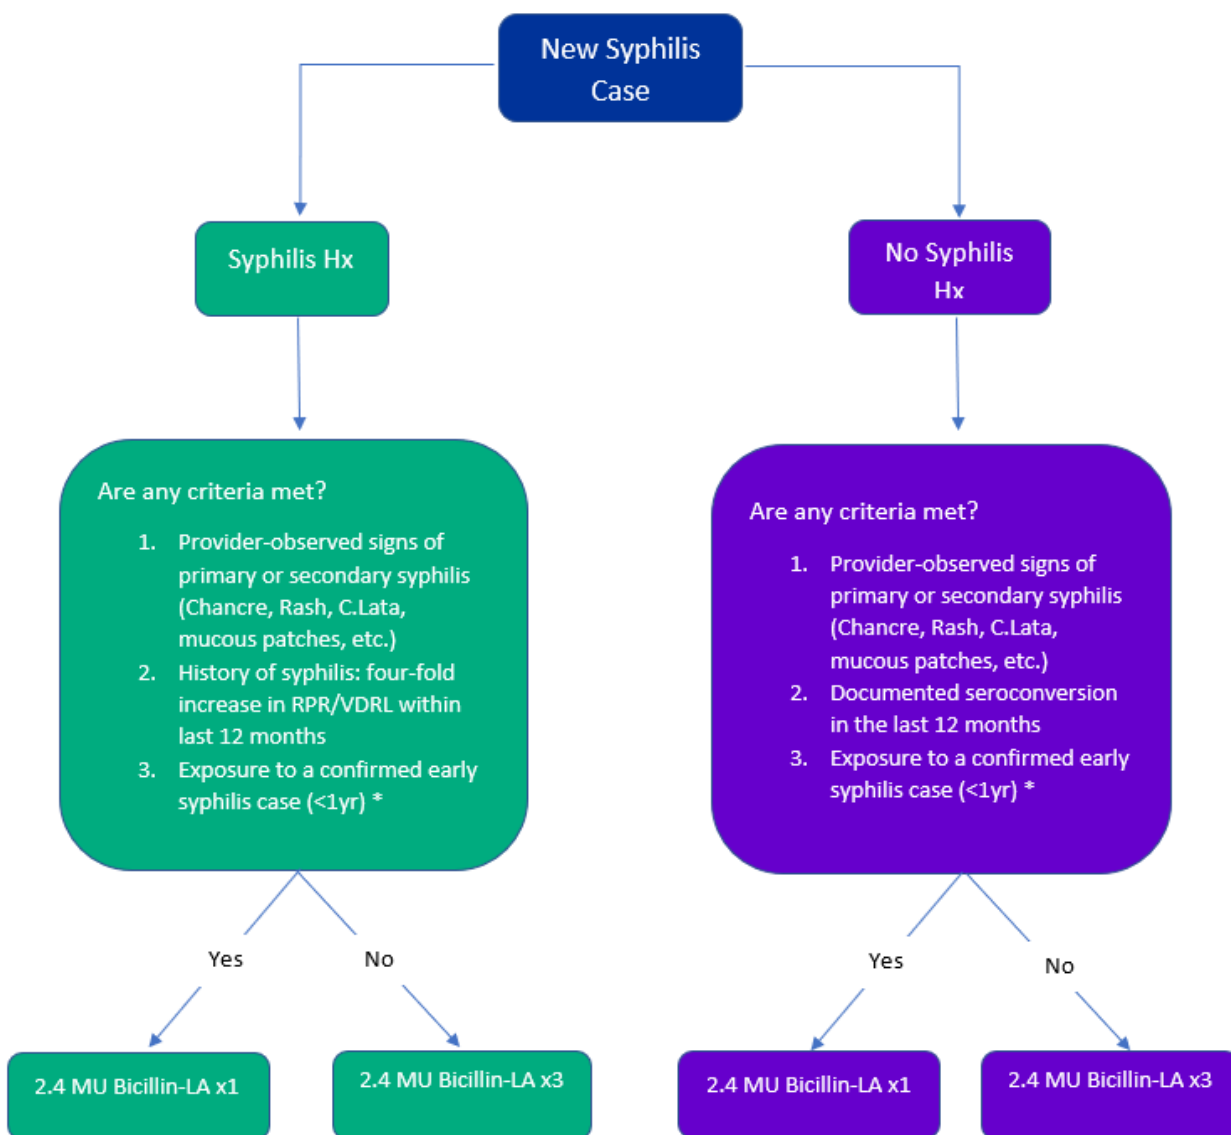 New Syphilis
Case
Syphilis Hx
No Syphilis
Hx
Are any criteria met?
1. Provider-observed signs of
primary or secondary syphilis
(Chancre, Rash, C.Lata,
mucous patches, etc.)
2. History of syphilis: four-fold
increase in RPR/VDRL within
last 12 months
3. Exposure to a confirmed early
syphilis case (<1yr) *
Are any criteria met?
1. Provider-observed signs of
primary or secondary syphilis
(Chancre, Rash, C.Lata,
mucous patches, etc.)
2. Documented seroconversion
in the last 12 months
3. Exposure to a confirmed early
syphilis case (<1yr) *
Yes
No
Yes
No
2.4 MU Bicillin-LA x1
2.4 MU Bicillin-LA x3
2.4 MU Bicillin-LA x1
2.4 MU Bicillin-LA x3